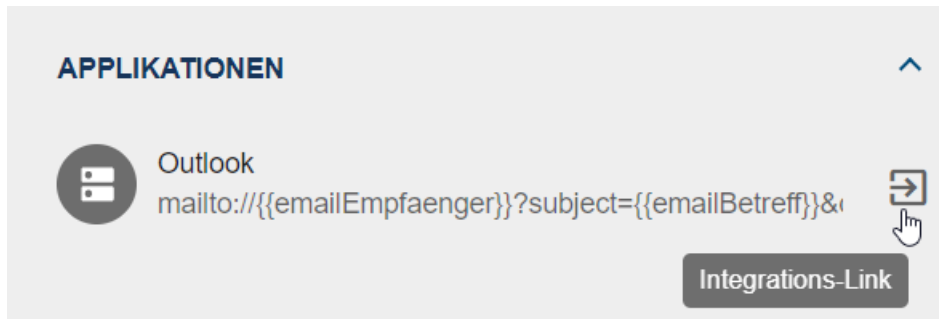 APPLIKATIONEN
Outlook
mailto://{{emailEmpfaenger}}?subject={{emailBetreff}}&
Integrations-Link